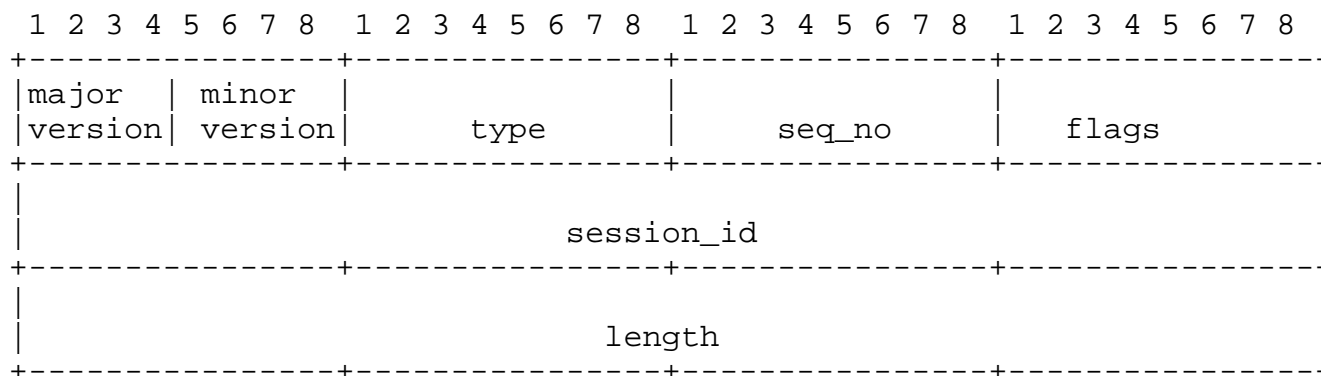 1 2 3 4 5 6 7 8 1 2 3 4 5 6 7 8 1 2 3 4 5 6 7 8 1 2 3 4 5 6 7 8
+----------------+----------------+----------------+----------------+
|major | minor | | |
|version| version| type | seq_no | flags
+----------------+----------------+----------------+----------------+
|
| session_id
+----------------+----------------+----------------+----------------+
|
| length
+----------------+----------------+----------------+----------------+